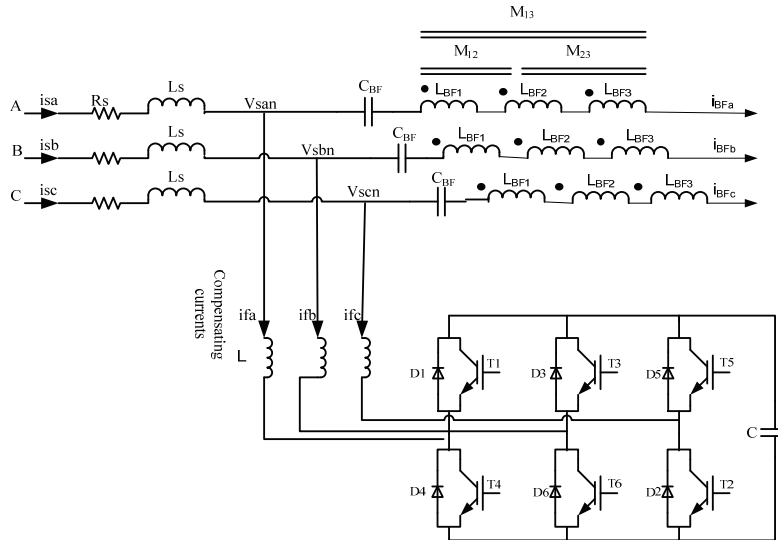 M13
M12 M23
A isa Rs Ls Vsan CBF LBF1 LBF2 LBF3 iBFa
B isb Ls Vsbn CBF LBF1 LBF2 LBF3 iBFb
C isc Ls Vscn CBF LBF1 LBF2 LBF3 iBFc
Compensating
currents
ifa ifb ifc
L
D1 T1 D3 T3 D5 T5
C
D4 T4 D6 T6 D2 T2